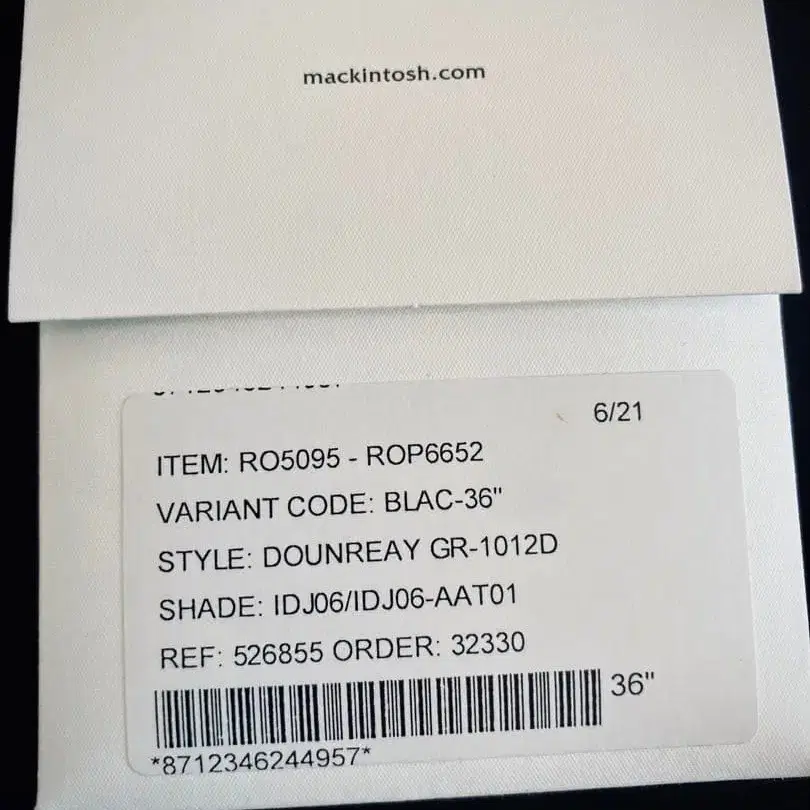 mackintosh.com
6/21
ITEM: RO5095 - ROP6652
VARIANT CODE: BLAC-36"
STYLE: DOUNREAY GR-1012D
SHADE: IDJ06/IDJ06-AAT01
REF: 526855 ORDER: 32330
36"
*8712346244957*